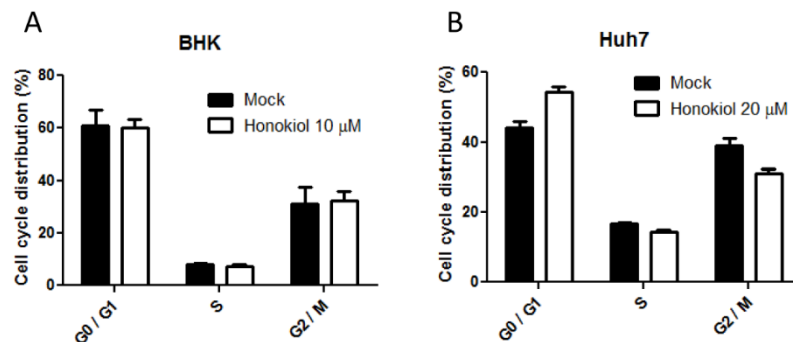 A
BHK
Cell cycle distribution (%)
80
60
40
20
0
Mock
Honokiol 10 μM
G0 / G1
S
G2 / M
B
Huh7
Cell cycle distribution (%)
60
40
20
0
Mock
Honokiol 20 μM
G0 / G1
S
G2 / M